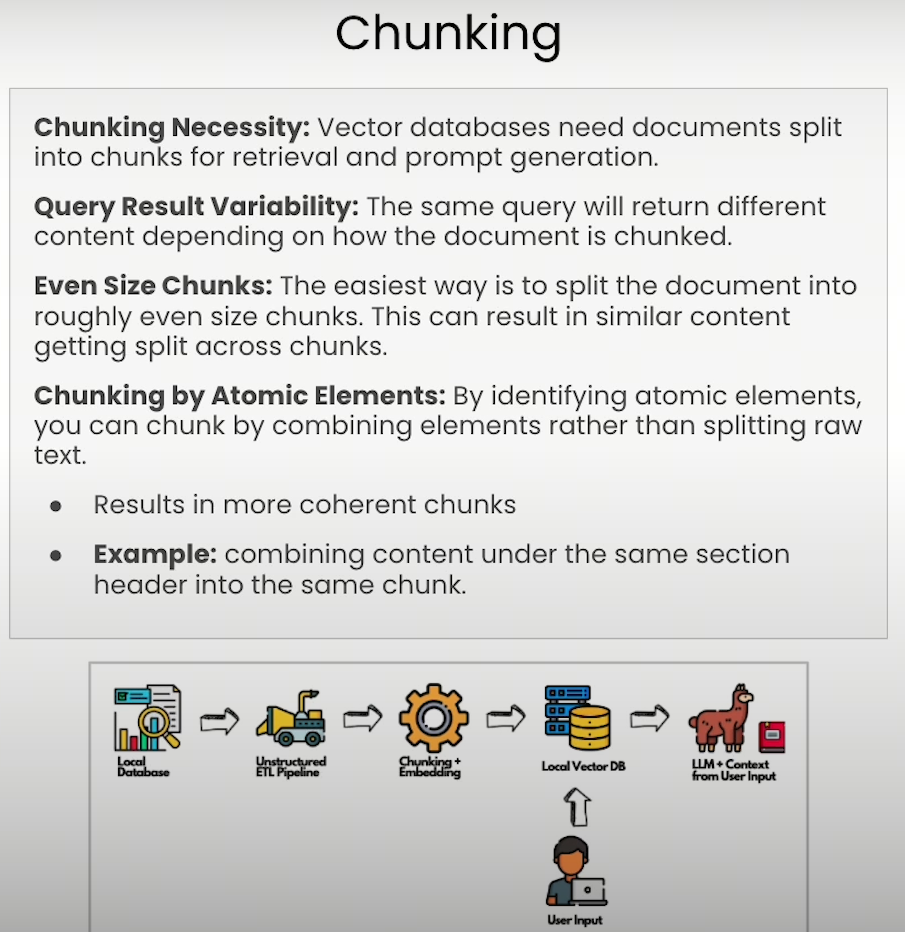 Chunking
Chunking Necessity: Vector databases need documents split
into chunks for retrieval and prompt generation.
Query Result Variability: The same query will return different
content depending on how the document is chunked.
Even Size Chunks: The easiest way is to split the document into
roughly even size chunks. This can result in similar content
getting split across chunks.
Chunking by Atomic Elements: By identifying atomic elements,
you can chunk by combining elements rather than splitting raw
text.
● Results in more coherent chunks
● Example: combining content under the same section
header into the same chunk.
Local
Database
Unstructured
ETL Pipeline
Chunking +
Embedding
Local Vector DB
LLM + Context
from User Input
User Input